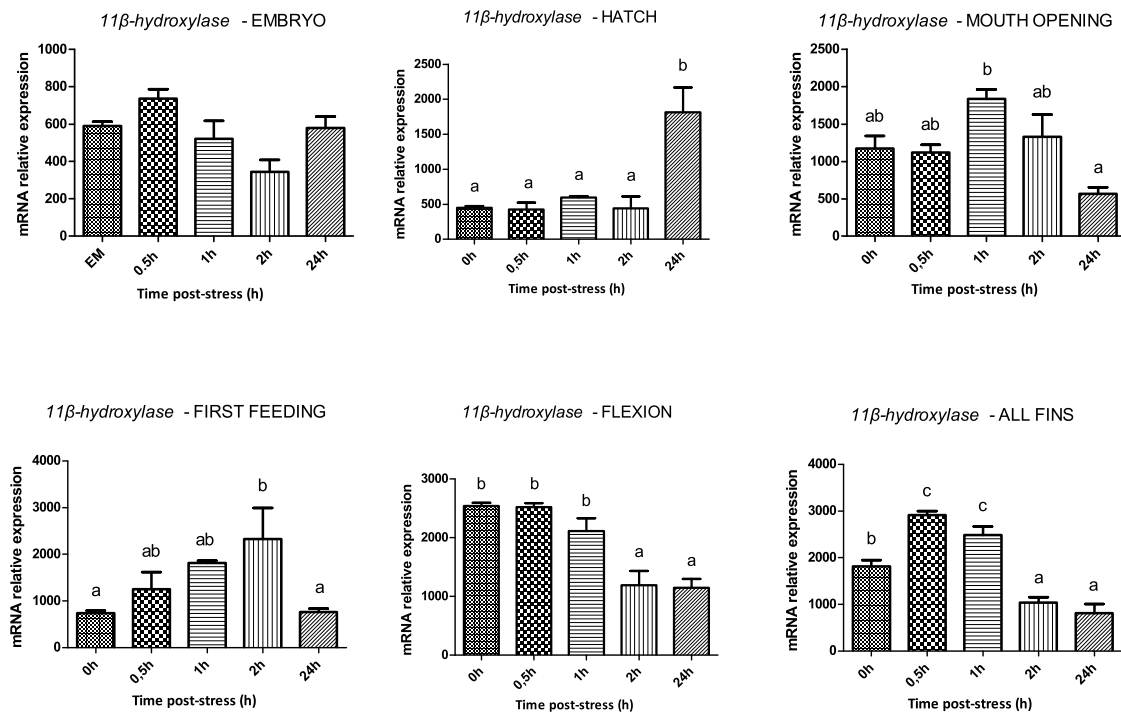 11β-hydroxylase - EMBRYO
mRNA relative expression
1000
800
600
400
200
0
EM
0.5h
1h
2h
24h
Time post-stress (h)
11β-hydroxylase - HATCH
mRNA relative expression
2500
2000
1500
1000
500
0
a
a
a
a
b
0h
0,5h
1h
2h
24h
Time post-stress (h)
11β-hydroxylase - MOUTH OPENING
mRNA relative expression
2500
2000
1500
1000
500
0
ab
ab
b
ab
a
0h
0,5h
1h
2h
24h
Time post-stress (h)
11β-hydroxylase - FIRST FEEDING
mRNA relative expression
4000
3000
2000
1000
0
a
ab
ab
b
a
0h
0,5h
1h
2h
24h
Time post-stress (h)
11β-hydroxylase - FLEXION
mRNA relative expression
3000
2000
1000
0
b
b
b
a
a
0h
0,5h
1h
2h
24h
Time post-stress (h)
11β-hydroxylase - ALL FINS
mRNA relative expression
4000
3000
2000
1000
0
b
c
c
a
a
0h
0,5h
1h
2h
24h
Time post-stress (h)